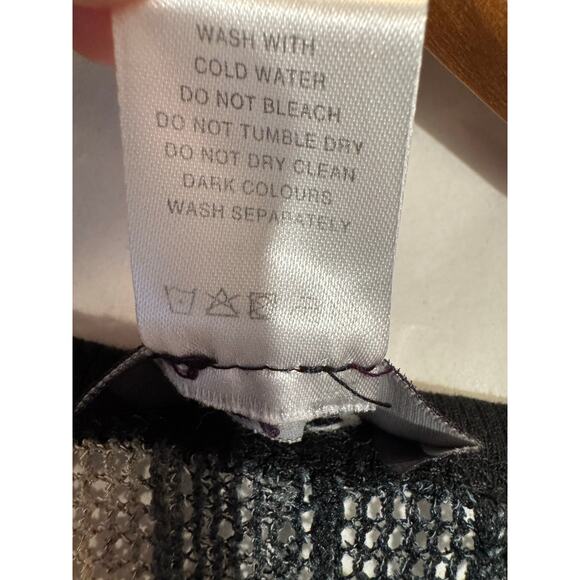 WASH WITH
COLD WATER
DO NOT BLEACH
DO NOT TUMBLE DRY
DO NOT DRY CLEAN
DARK COLOURS
WASH SEPARATELY